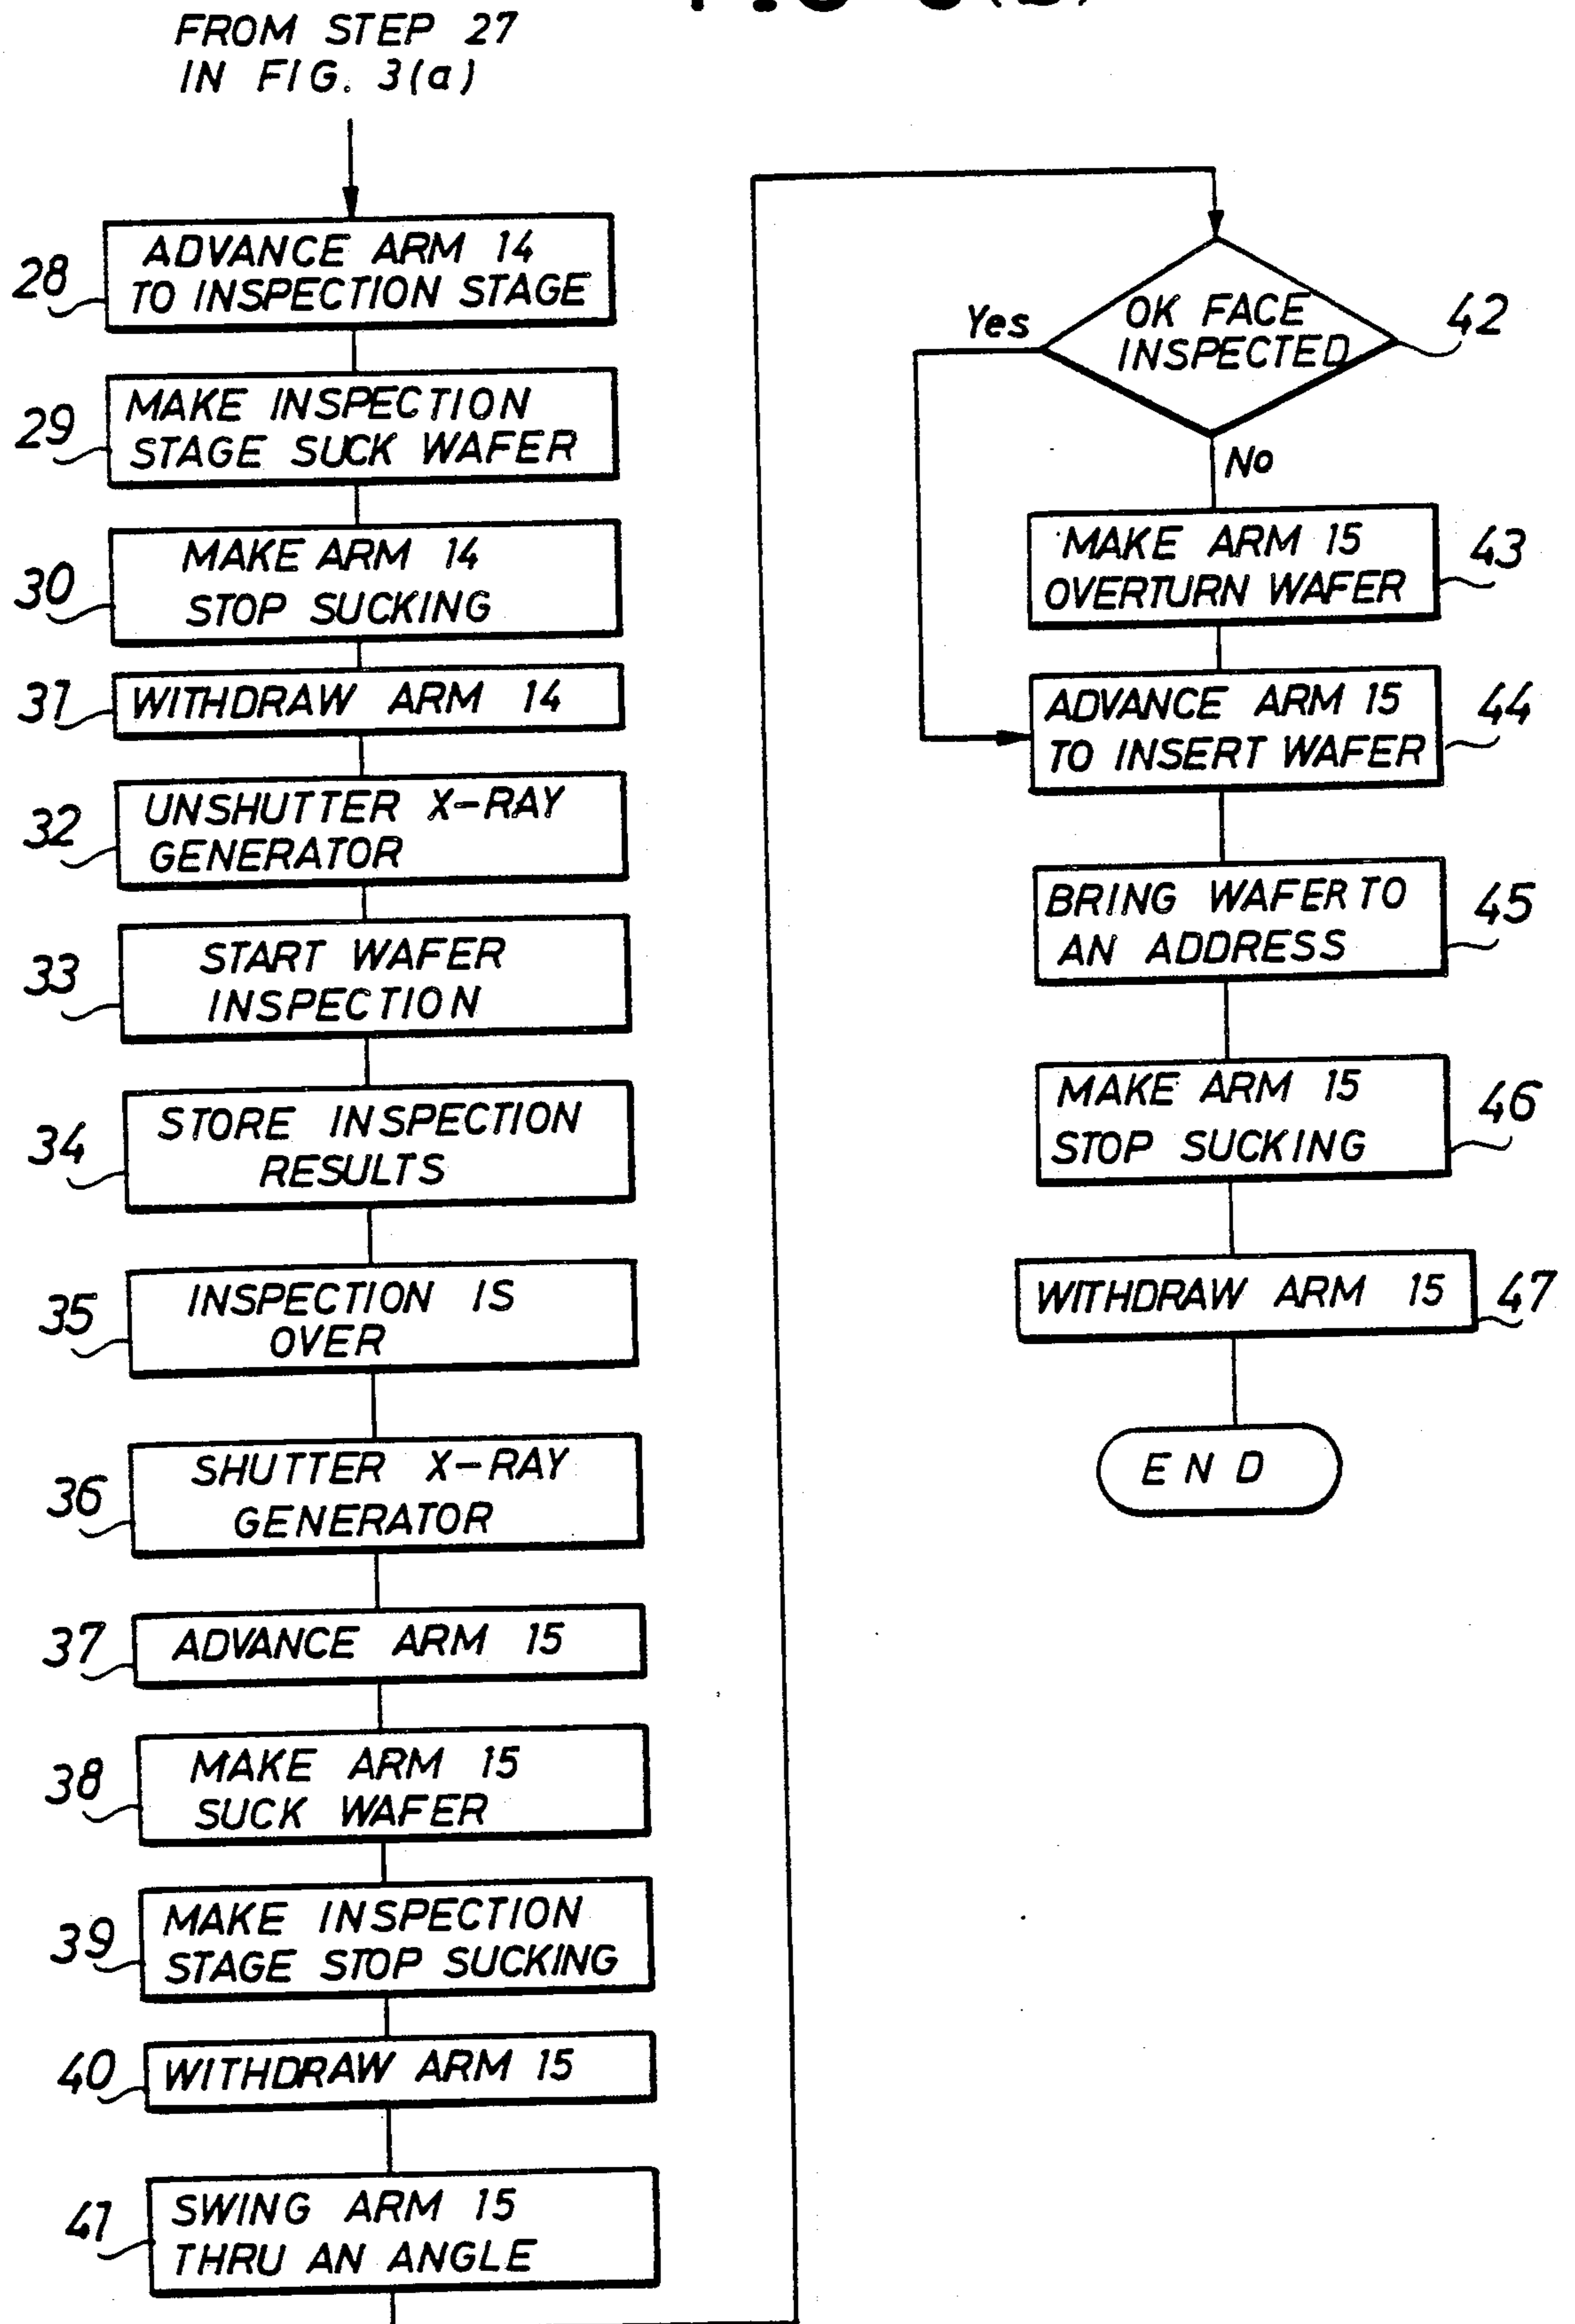 FROM STEP 27
IN FIG. 3(a)
28
ADVANCE ARM 14
TO INSPECTION STAGE
29
MAKE INSPECTION
STAGE SUCK WAFER
30
MAKE ARM 14
STOP SUCKING
31
WITHDRAW ARM 14
32
UNSHUTTER X-RAY
GENERATOR
33
START WAFER
INSPECTION
34
STORE INSPECTION
RESULTS
35
INSPECTION IS
OVER
36
SHUTTER X-RAY
GENERATOR
37
ADVANCE ARM 15
38
MAKE ARM 15
SUCK WAFER
39
MAKE INSPECTION
STAGE STOP SUCKING
40
WITHDRAW ARM 15
41
SWING ARM 15
THRU AN ANGLE
OK FACE
INSPECTED
42
Yes
No
MAKE ARM 15
OVERTURN WAFER
43
ADVANCE ARM 15
TO INSERT WAFER
44
BRING WAFER TO
AN ADDRESS
45
MAKE ARM 15
STOP SUCKING
46
WITHDRAW ARM 15
47
END